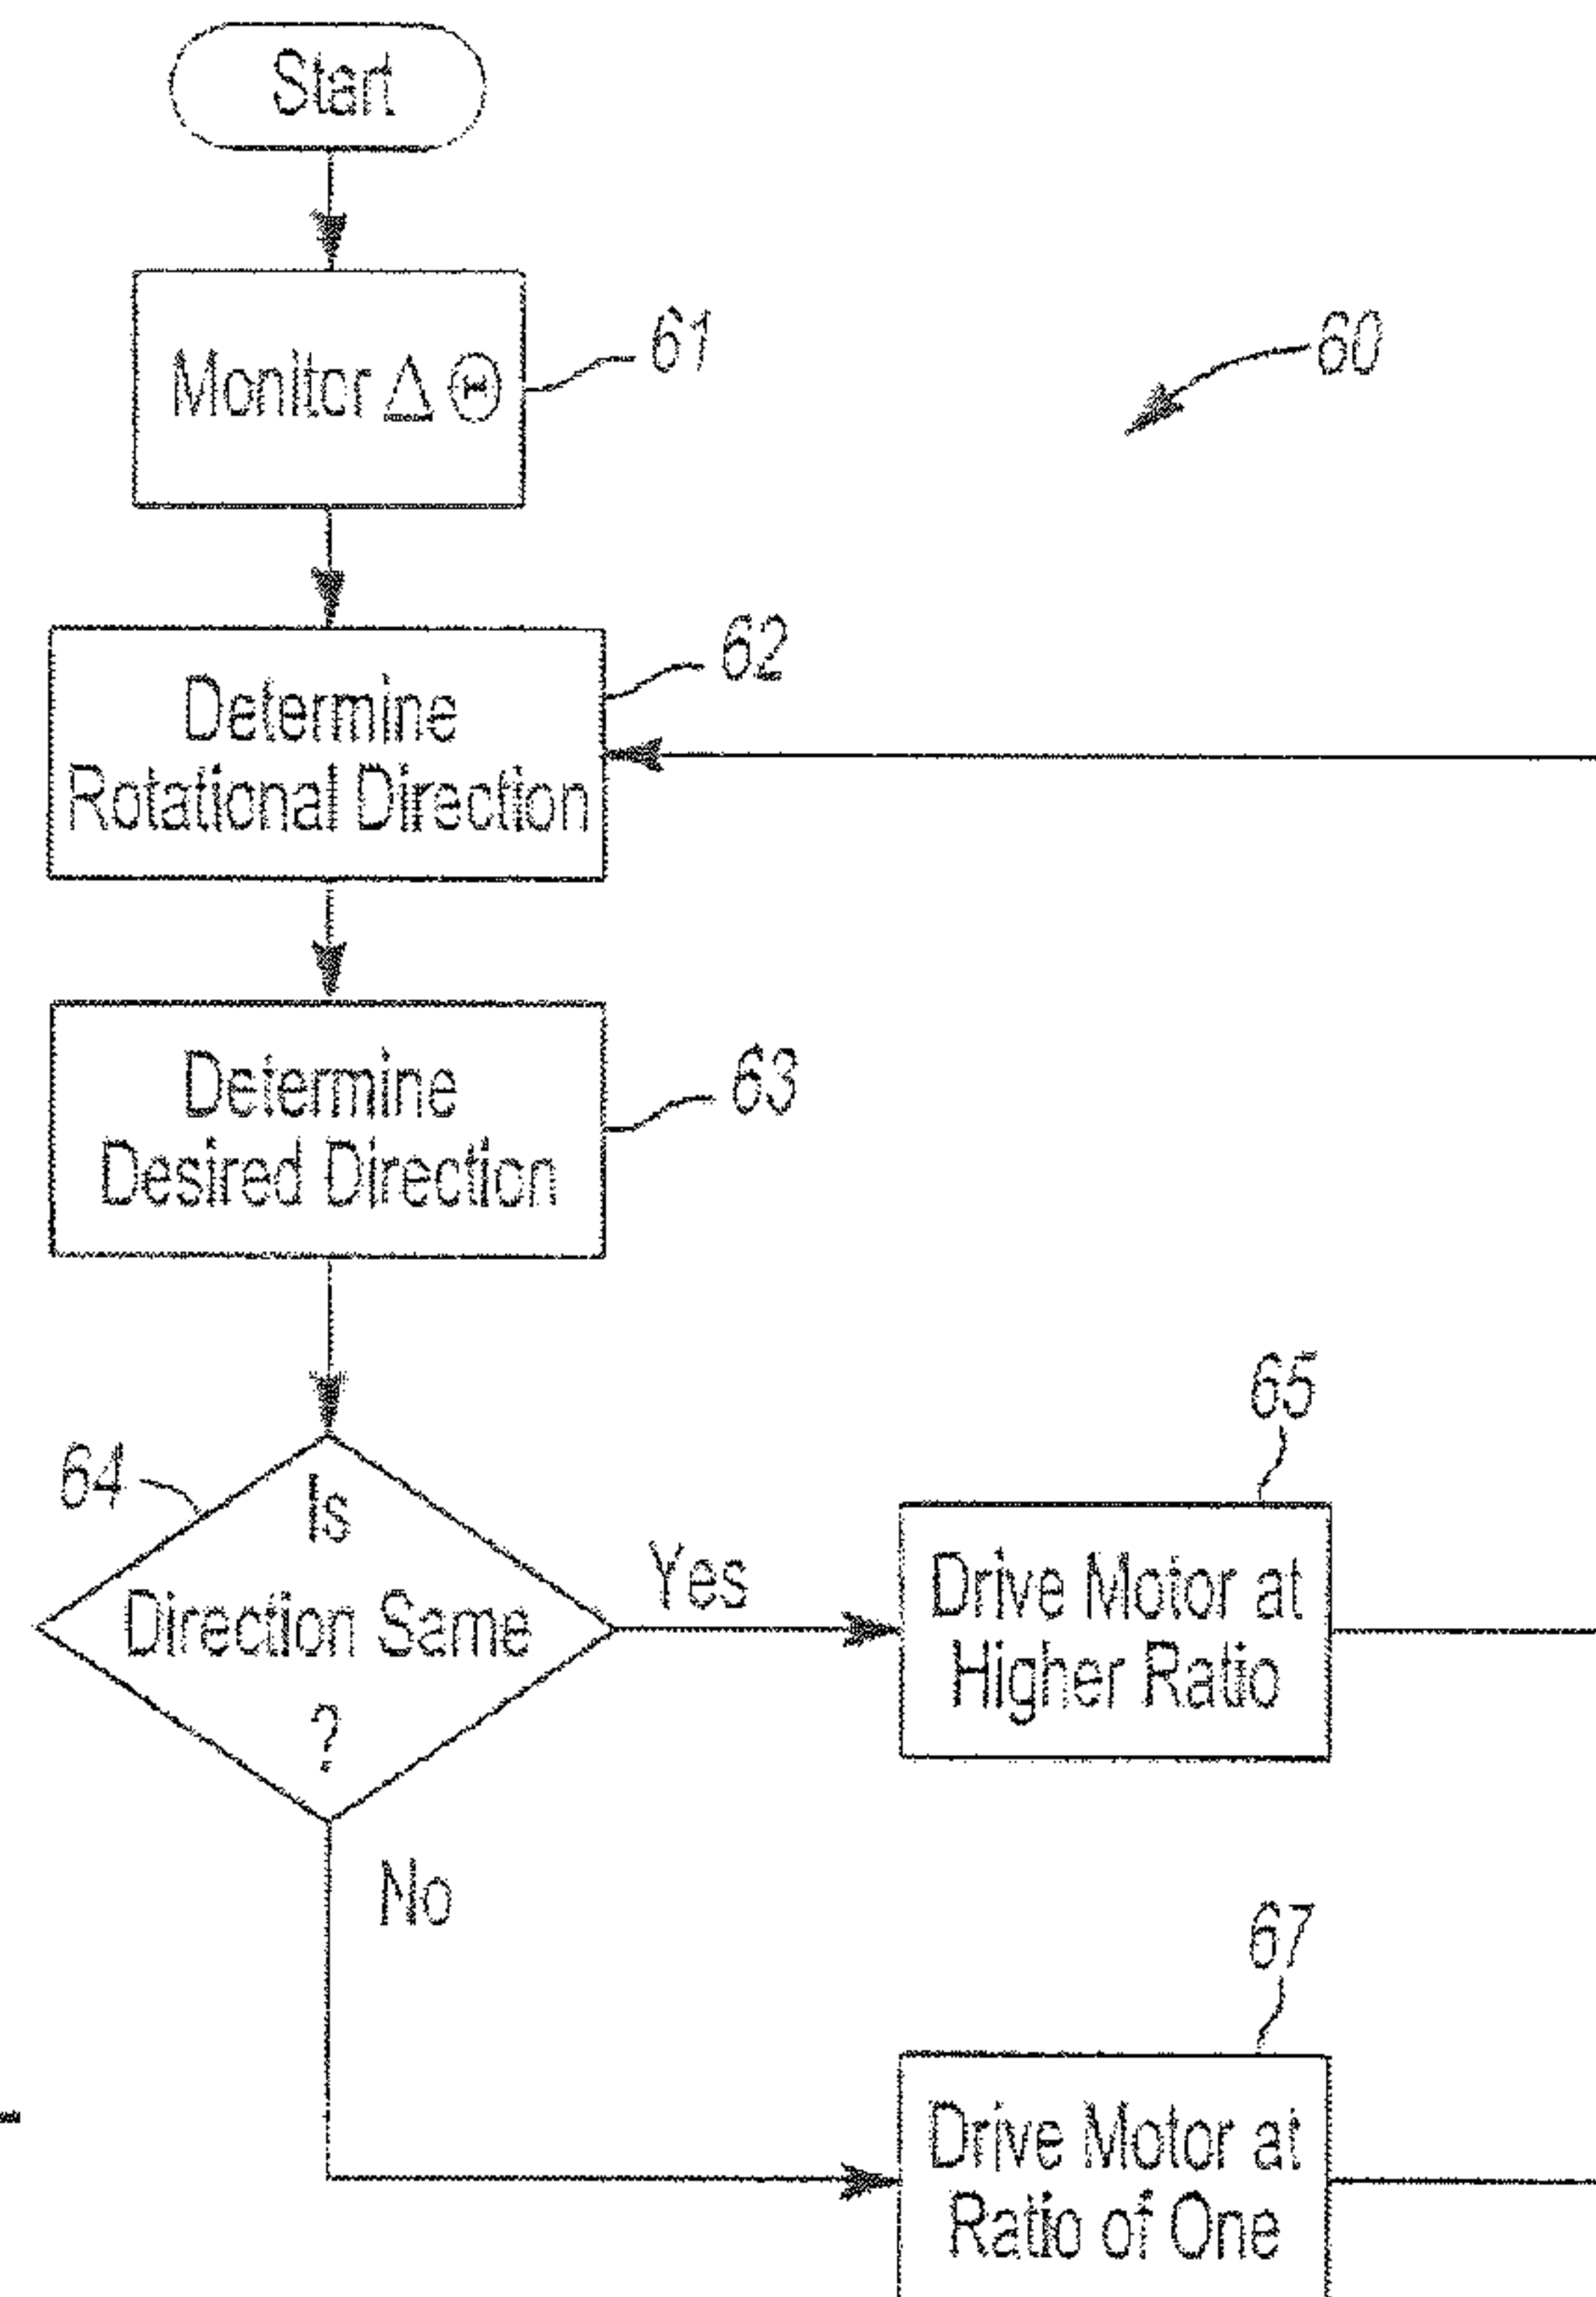 Start
Monitor Δ Θ
61
60
Determine
Rotational Direction
62
Determine
Desired Direction
63
64
Is
Direction Same
?
Yes
No
65
Drive Motor at
Higher Ratio
67
Drive Motor at
Ratio of One